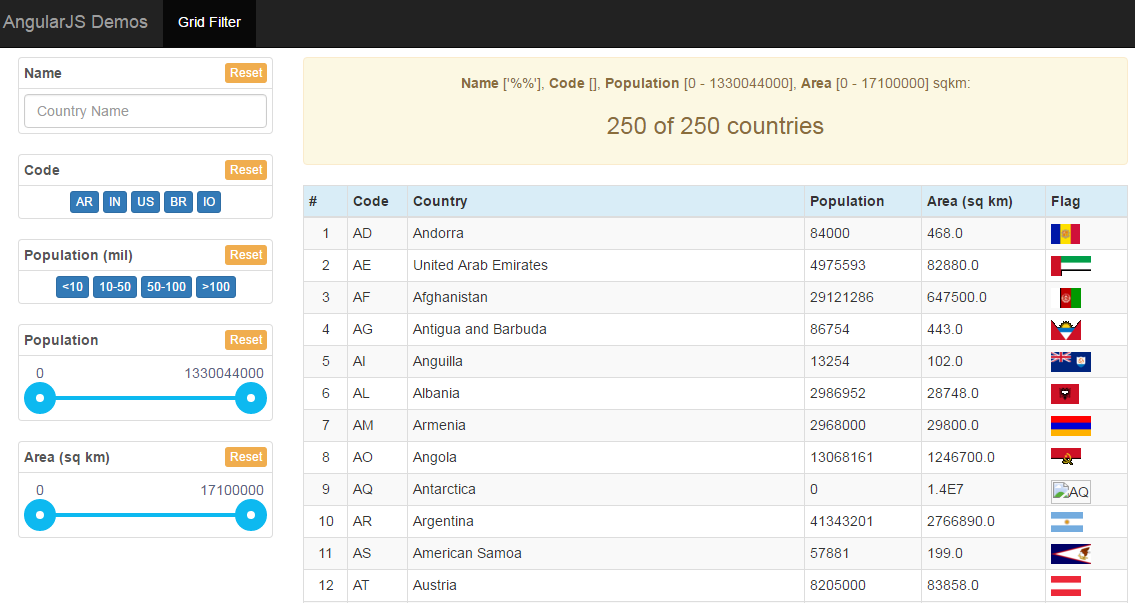 AngularJS Demos Grid Filter
Name Reset
Country Name
Code Reset
AR IN US BR IO
Population (mil) Reset
<10 10-50 50-100 >100
Population Reset
0 1330044000
Area (sq km) Reset
0 17100000
Name ['%%'], Code [], Population [0 - 1330044000], Area [0 - 17100000] sqkm:
250 of 250 countries
# Code Country Population Area (sq km) Flag
1 AD Andorra 84000 468.0
2 AE United Arab Emirates 4975593 82880.0
3 AF Afghanistan 29121286 647500.0
4 AG Antigua and Barbuda 86754 443.0
5 AI Anguilla 13254 102.0
6 AL Albania 2986952 28748.0
7 AM Armenia 2968000 29800.0
8 AO Angola 13068161 1246700.0
9 AQ Antarctica 0 1.4E7 AQ
10 AR Argentina 41343201 2766890.0
11 AS American Samoa 57881 199.0
12 AT Austria 8205000 83858.0